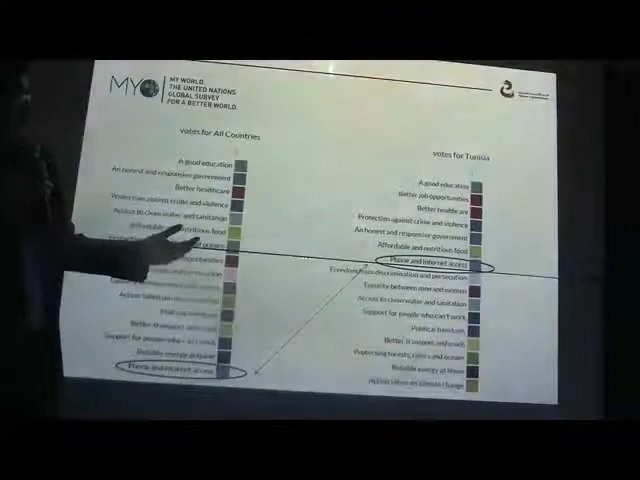 MY
MY WORLD.
THE UNITED NATIONS
GLOBAL SURVEY
FOR A BETTER WORLD.
votes for All Countries
A good education
An honest and responsive government
Better healthcare
Protection against crime and violence
Access to clean water and sanitation
Affordable nutritious food
oceans
opportunities
Action taken on
Political freedoms
Better transport and roads
Support for people who can't work
Reliable energy at home
Phone and internet access
votes for Tunisia
A good education
Better job opportunities
Better healthcare
Protection against crime and violence
An honest and responsive government
Affordable and nutritious food
Phone and internet access
Freedom from discrimination and persecution
Equality between men and women
Access to clean water and sanitation
Support for people who can't work
Political freedoms
Better transport and roads
Protecting forests, rivers and oceans
Reliable energy at home
Action taken on climate change